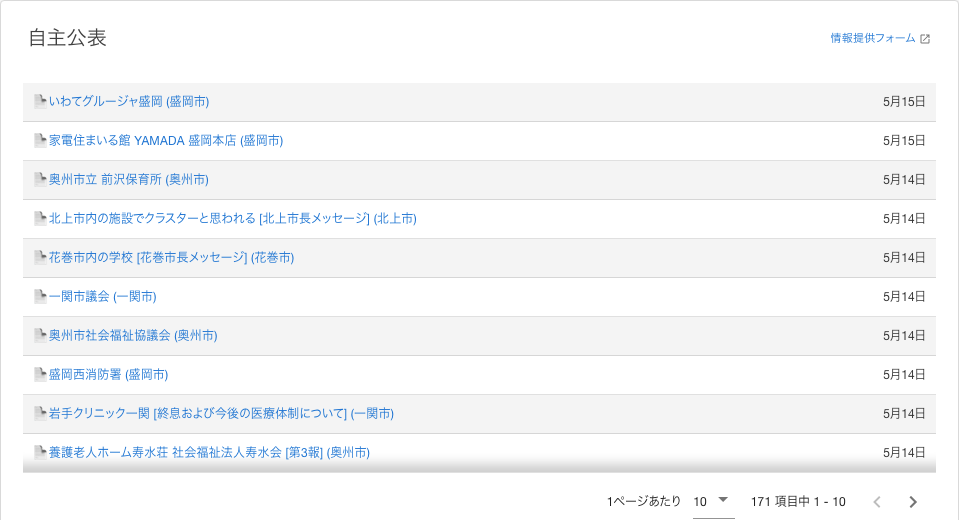 自主公表
情報提供フォーム
いわてグルージャ盛岡 (盛岡市) 5月15日
家電住まいる館 YAMADA 盛岡本店 (盛岡市) 5月15日
奥州市立 前沢保育所 (奥州市) 5月14日
北上市内の施設でクラスターと思われる [北上市長メッセージ] (北上市) 5月14日
花巻市内の学校 [花巻市長メッセージ] (花巻市) 5月14日
一関市議会 (一関市) 5月14日
奥州市社会福祉協議会 (奥州市) 5月14日
盛岡西消防署 (盛岡市) 5月14日
岩手クリニック一関 [終息および今後の医療体制について] (一関市) 5月14日
養護老人ホーム寿水荘 社会福祉法人寿水会 [第3報] (奥州市) 5月14日
1ページあたり 10 171 項目中 1 - 10